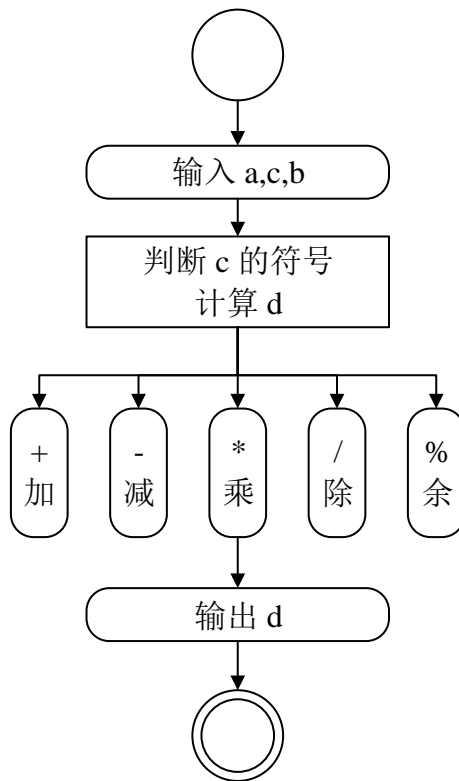 输入 a,c,b
判断 c 的符号
计算 d
+
加
-
减
*
乘
/
除
%
余
输出 d